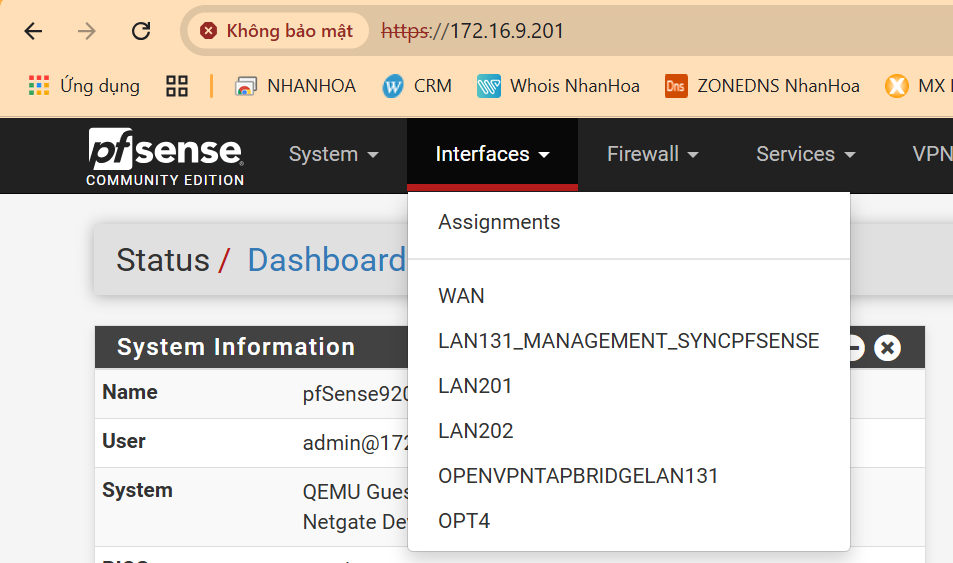 Không bảo mật https://172.16.9.201
Ứng dụng NHANHOA CRM Whois NhanHoa Dns ZONEDNS NhanHoa MX
pfsense COMMUNITY EDITION System Interfaces Firewall Services VPN
Assignments
Status / Dashboard
WAN
System Information LAN131_MANAGEMENT_SYNCPFSENSE
Name pfSense920 LAN201
User admin@172 LAN202
System QEMU Gues OPENVPNTAPBRIDGELAN131
Netgate De OPT4